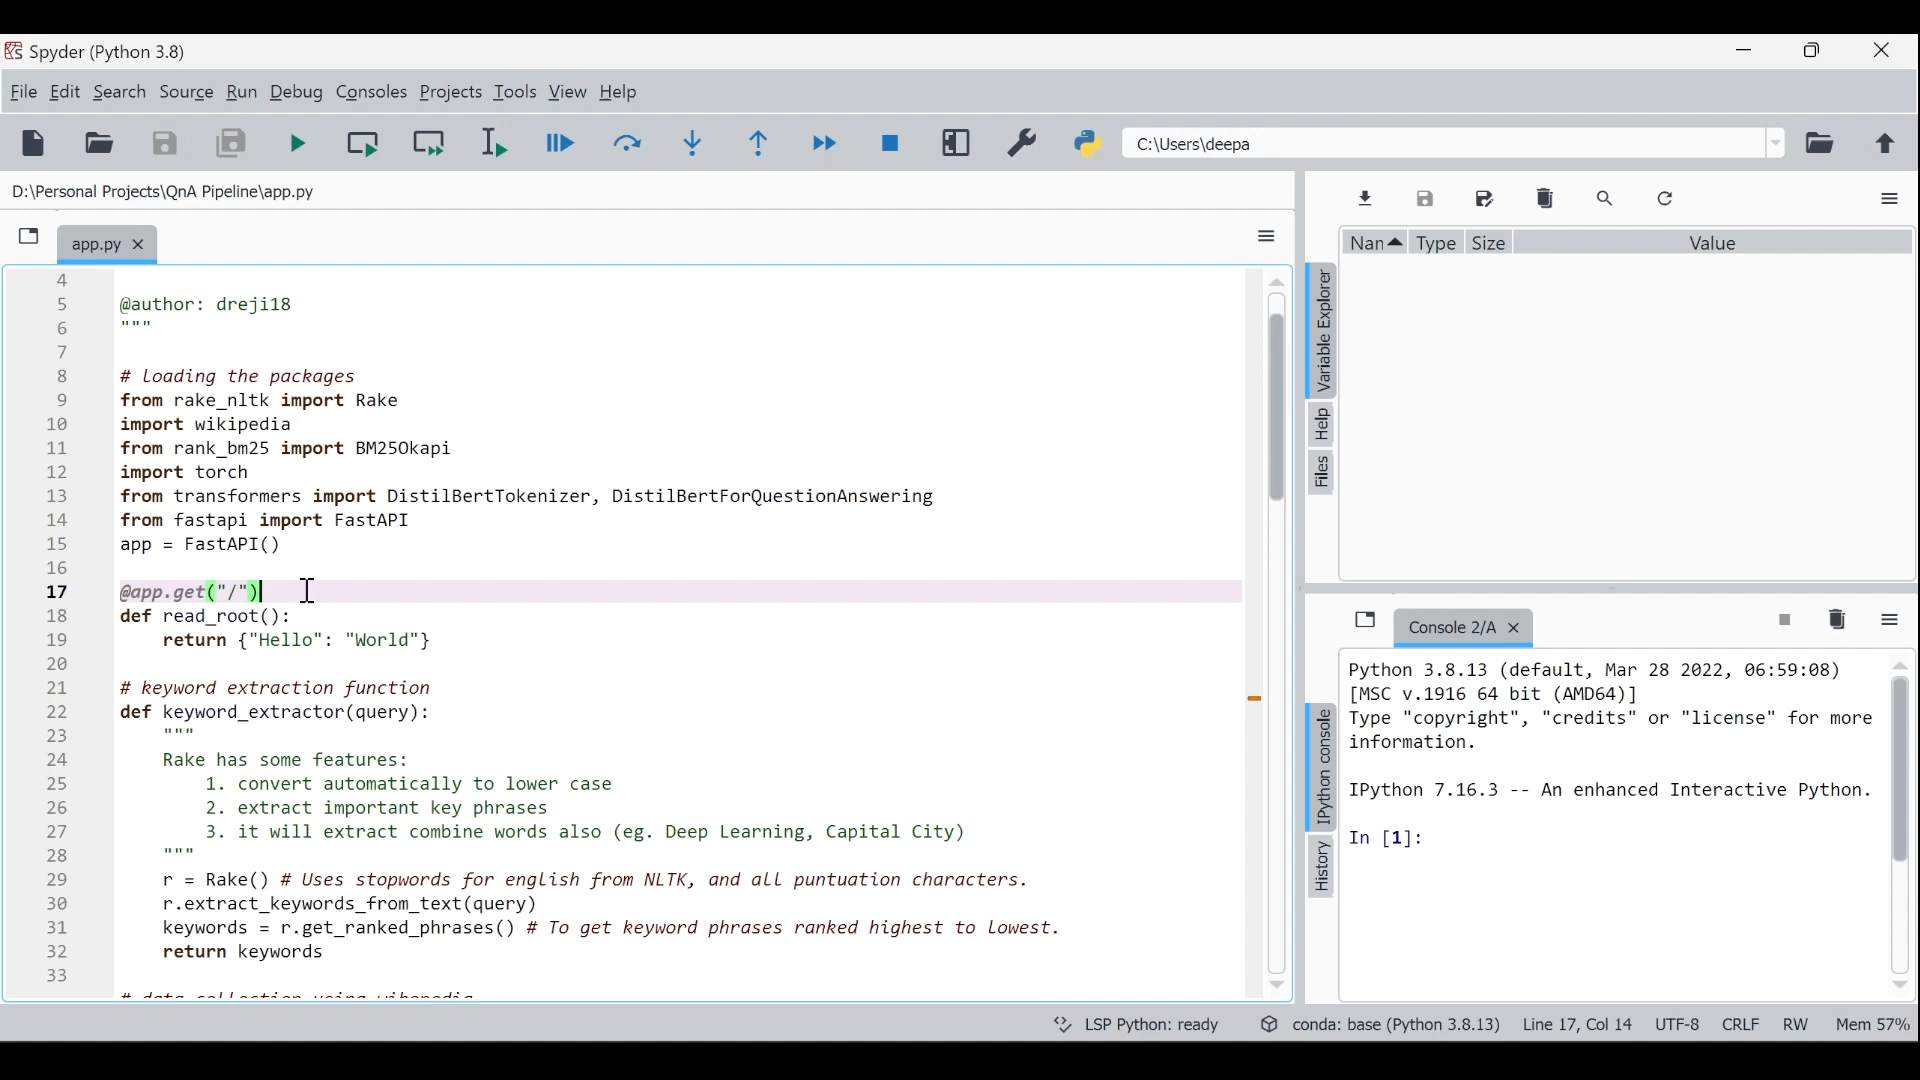 Spyder (Python 3.8)
File Edit Search Source Run Debug Consoles Projects Tools View Help
C:\Users\deepa
D:\Personal Projects\QnA Pipeline\app.py
app.py
4
5 @author: dreji18
6 """
7
8 # Loading the packages
9 from rake_nltk import Rake
10 import wikipedia
11 from rank_bm25 import BM25Okapi
12 import torch
13 from transformers import DistilBertTokenizer, DistilBertForQuestionAnswering
14 from fastapi import FastAPI
15 app = FastAPI()
16
17 @app.get("/")
18 def read_root():
19     return {"Hello": "World"}
20
21 # keyword extraction function
22 def keyword_extractor(query):
23     """
24     Rake has some features:
25         1. convert automatically to lower case
26         2. extract important key phrases
27         3. it will extract combine words also (eg. Deep Learning, Capital City)
28     """
29     r = Rake() # Uses stopwords for english from NLTK, and all puntuation characters.
30     r.extract_keywords_from_text(query)
31     keywords = r.get_ranked_phrases() # To get keyword phrases ranked highest to Lowest.
32     return keywords
33
# data collection using wikepedia
Nan Type Size Value
Variable Explorer
Help
Files
Console 2/A
Python 3.8.13 (default, Mar 28 2022, 06:59:08)
[MSC v.1916 64 bit (AMD64)]
Type "copyright", "credits" or "license" for more
information.
IPython 7.16.3 -- An enhanced Interactive Python.
In [1]:
IPython console
History
LSP Python: ready conda: base (Python 3.8.13) Line 17, Col 14 UTF-8 CRLF RW Mem 57%